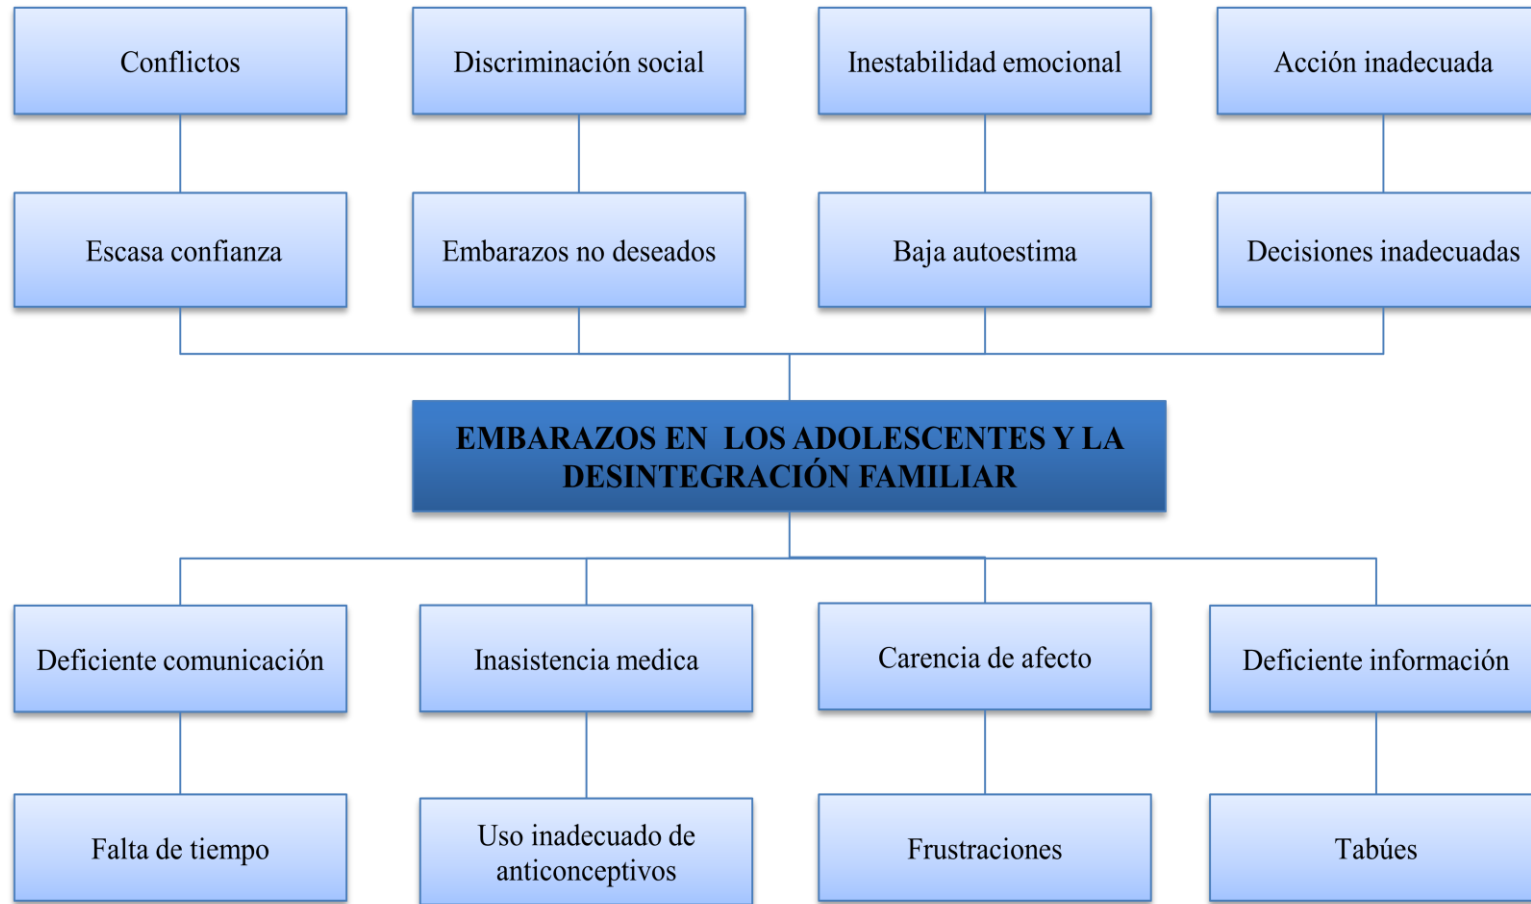 Conflictos
Discriminación social
Inestabilidad emocional
Acción inadecuada
Escasa confianza
Embarazos no deseados
Baja autoestima
Decisiones inadecuadas
EMBARAZOS EN LOS ADOLESCENTES Y LA
DESINTEGRACIÓN FAMILIAR
Deficiente comunicación
Inasistencia medica
Carencia de afecto
Deficiente información
Falta de tiempo
Uso inadecuado de
anticonceptivos
Frustraciones
Tabúes